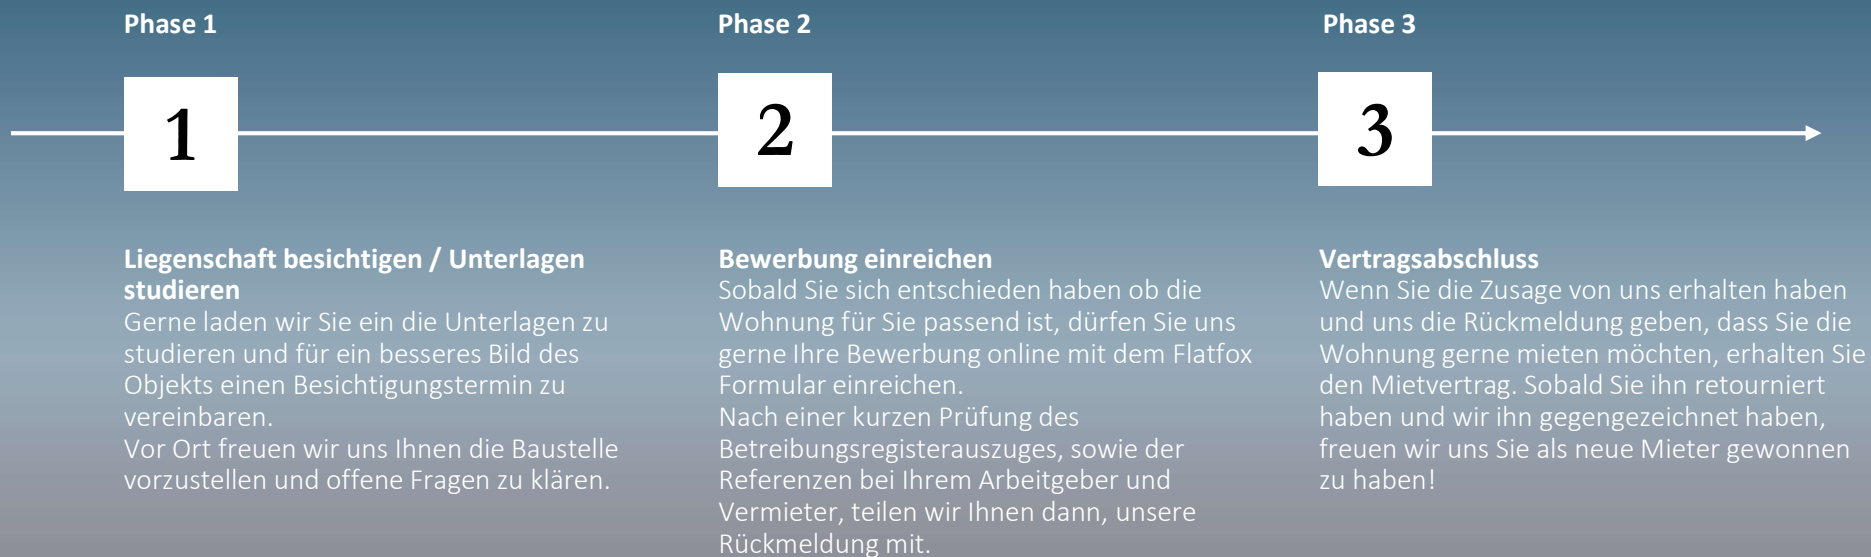 Phase 1
Phase 2
Phase 3
1
2
3
Liegenschaft besichtigen / Unterlagen
studieren
Gerne laden wir Sie ein die Unterlagen zu
studieren und für ein besseres Bild des
Objekts einen Besichtigungstermin zu
vereinbaren.
Vor Ort freuen wir uns Ihnen die Baustelle
vorzustellen und offene Fragen zu klären.
Bewerbung einreichen
Sobald Sie sich entschieden haben ob die
Wohnung für Sie passend ist, dürfen Sie uns
gerne Ihre Bewerbung online mit dem Flatfox
Formular einreichen.
Nach einer kurzen Prüfung des
Betreibungsregisterauszuges, sowie der
Referenzen bei Ihrem Arbeitgeber und
Vermieter, teilen wir Ihnen dann, unsere
Rückmeldung mit.
Vertragsabschluss
Wenn Sie die Zusage von uns erhalten haben
und uns die Rückmeldung geben, dass Sie die
Wohnung gerne mieten möchten, erhalten Sie
den Mietvertrag. Sobald Sie ihn retourniert
haben und wir ihn gegengezeichnet haben,
freuen wir uns Sie als neue Mieter gewonnen
zu haben!